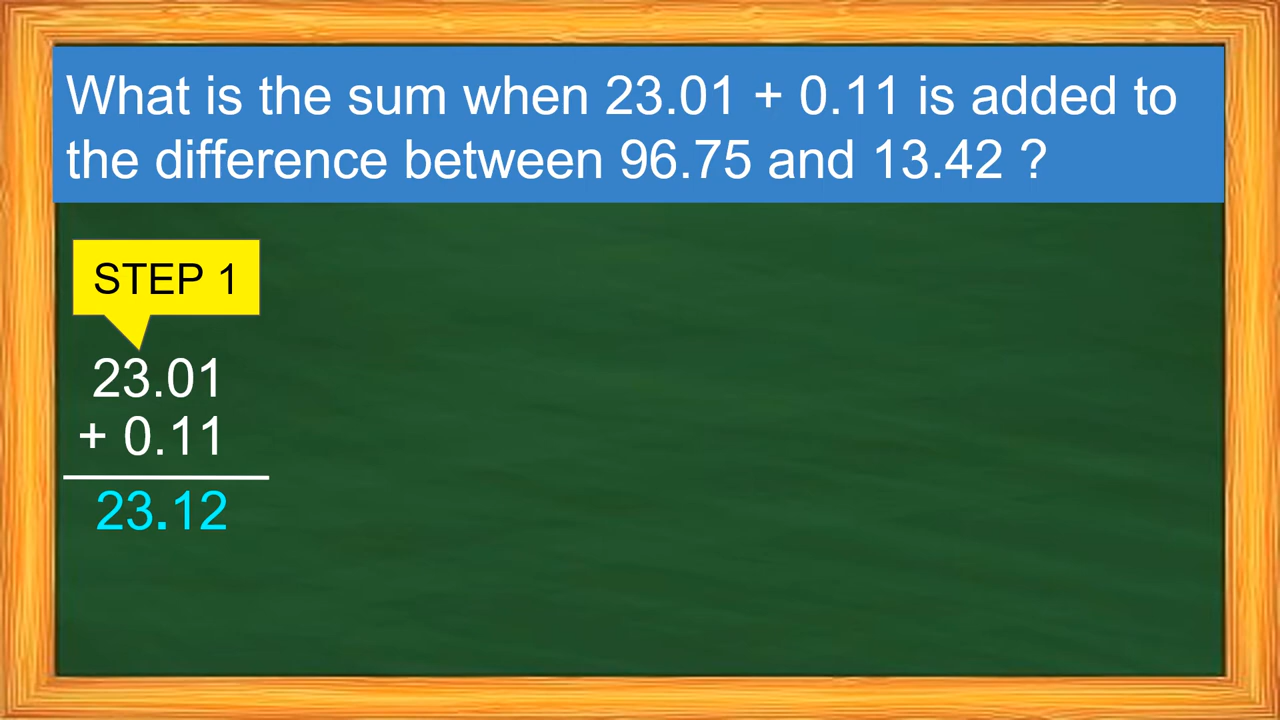 What is the sum when 23.01 + 0.11 is added to
the difference between 96.75 and 13.42 ?
STEP 1
23.01
+ 0.11
23.12